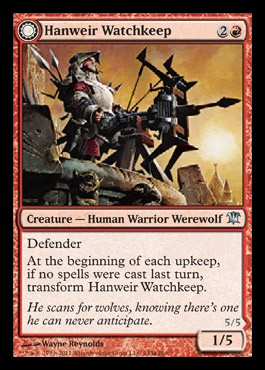 Hanweir Watchkeep 2
Creature — Human Warrior Werewolf
Defender
At the beginning of each upkeep,
if no spells were cast last turn,
transform Hanweir Watchkeep.
He scans for wolves, knowing there's one
he can never anticipate.
5/5
Wayne Reynolds
1/5